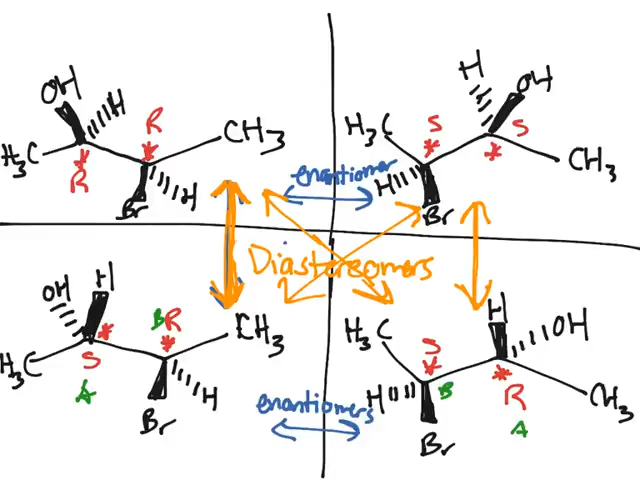 OH H R CH3
H3C * *
R Br H
H OH
H3C S S
* * CH3
H Br
enantiomer
Diastereomers
OH H B R CH3
* *
H3C S
A Br H
H OH
H3C S *
* R CH3
H B A
Br
enantiomers